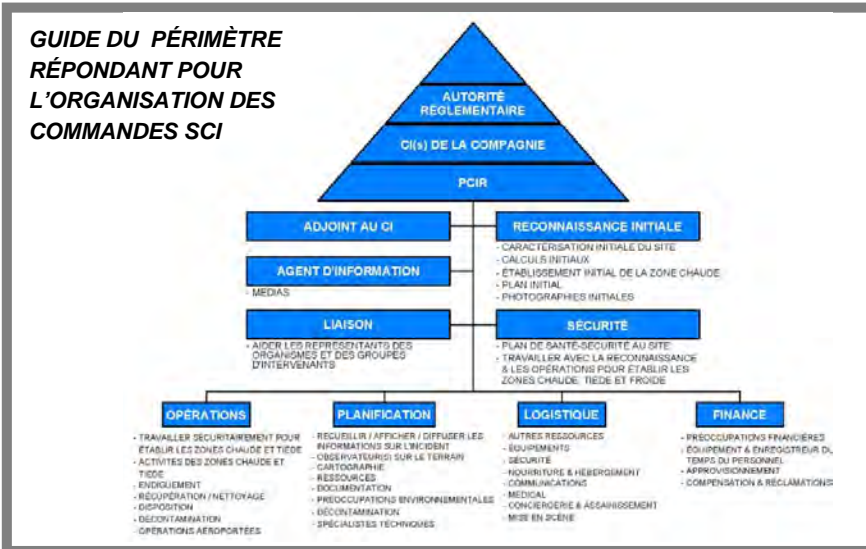 GUIDE DU PÉRIMÈTRE
RÉPONDANT POUR
L'ORGANISATION DES
COMMANDES SCI
AUTORITÉ
RÉGLEMENTAIRE
CI(s) DE LA COMPAGNIE
PCIR
ADJOINT AU CI
RECONNAISSANCE INITIALE
- CARACTÉRISATION INITIALE DU SITE
- CALCULS INITIAUX
- ÉTABLISSEMENT INITIAL DE LA ZONE CHAUDE
- PLAN INITIAL
- PHOTOGRAPHIES INITIALES
AGENT D'INFORMATION
- MÉDIAS
LIAISON
- AIDER LES REPRÉSENTANTS DES
ORGANISMES ET DES GROUPES
D'INTERVENANTS
SÉCURITÉ
- PLAN DE SANTÉ-SÉCURITÉ AU SITE
- TRAVAILLER AVEC LA RECONNAISSANCE
& LES OPÉRATIONS POUR ÉTABLIR LES
ZONES CHAUDE, TIÈDE ET FROIDE
OPÉRATIONS
- TRAVAILLER SÉCURITAIREMENT POUR
ÉTABLIR LES ZONES CHAUDE ET TIÈDE
- ACTIVITÉS DES ZONES CHAUDE ET
TIÈDE
- ENDIGUEMENT
- RÉCUPÉRATION / NETTOYAGE
- DISPOSITION
- DÉCONTAMINATION
- OPÉRATIONS AÉROPORTÉES
PLANIFICATION
- RECUEILLIR / AFFICHER / DIFFUSER LES
INFORMATIONS SUR L'INCIDENT
- OBSERVATEUR(S) SUR LE TERRAIN
- CARTOGRAPHIE
- RESSOURCES
- DOCUMENTATION
- PRÉOCCUPATIONS ENVIRONNEMENTALES
- DÉCONTAMINATION
- SPÉCIALISTES TECHNIQUES
LOGISTIQUE
- AUTRES RESSOURCES
- ÉQUIPEMENTS
- SÉCURITÉ
- NOURRITURE & HÉBERGEMENT
- COMMUNICATIONS
- MÉDICAL
- CONCIERGERIE & ASSAINISSEMENT
- MISE EN SCÈNE
FINANCE
- PRÉOCCUPATIONS FINANCIÈRES
- ÉQUIPEMENT & ENREGISTREUR DU
TEMPS DU PERSONNEL
- APPROVISIONNEMENT
- COMPENSATION & RÉCLAMATIONS